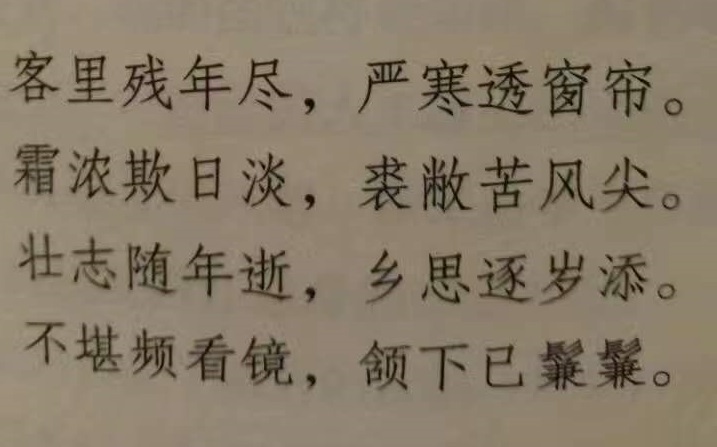 客里残年尽，严寒透窗帘。
霜浓欺日淡，裘敝苦风尖。
壮志随年逝，乡思逐岁添。
不堪频看镜，颔下已鬑鬑。